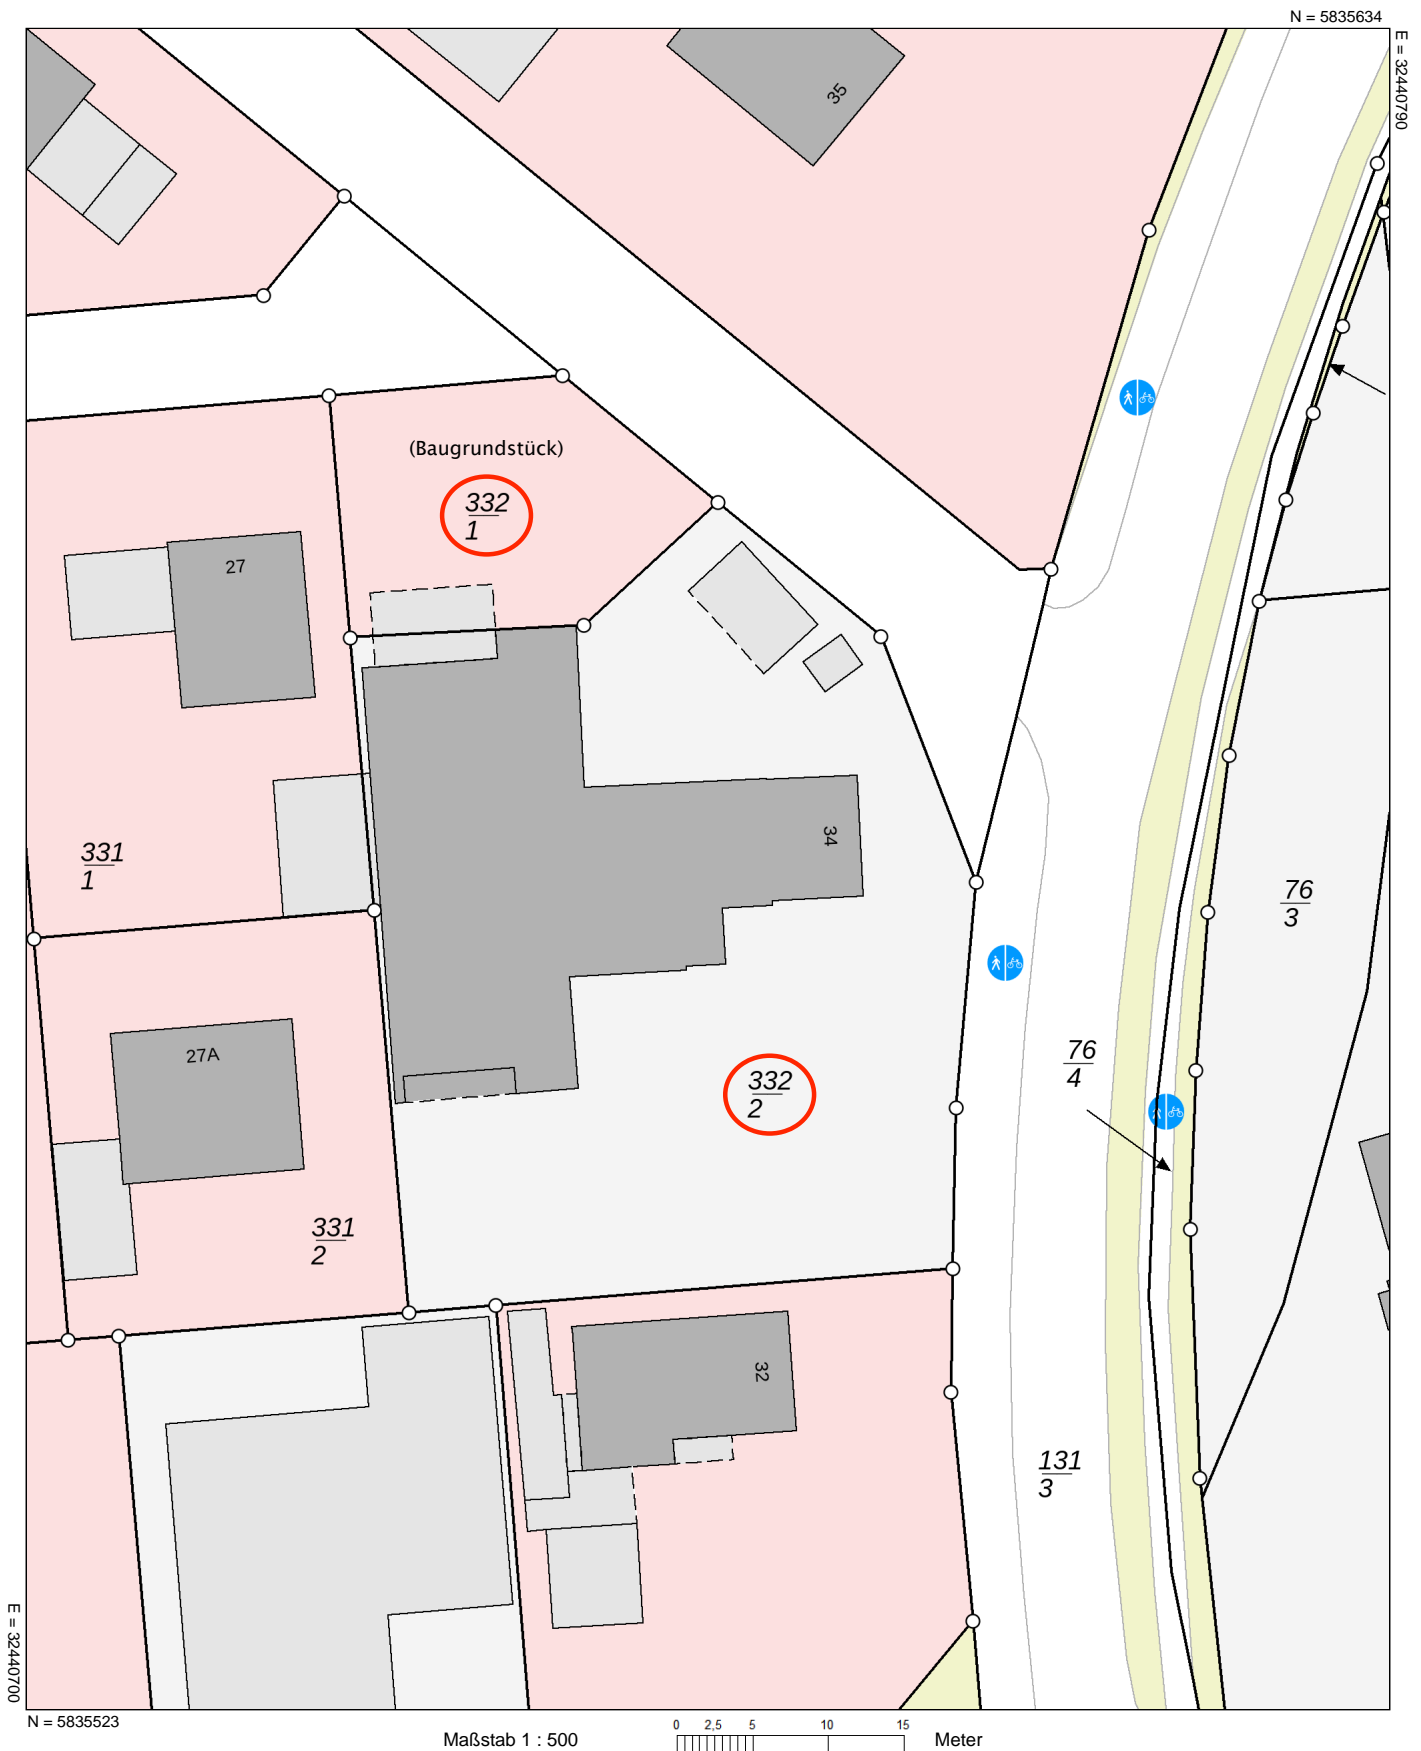 N = 5835634
E = 32440790
35
(Baugrundstück)
332
1
27
34
331
1
76
3
27A
76
4
332
2
331
2
32
131
3
E = 32440700
N = 5835523
Maßstab 1 : 500
0 2,5 5 10 15
Meter